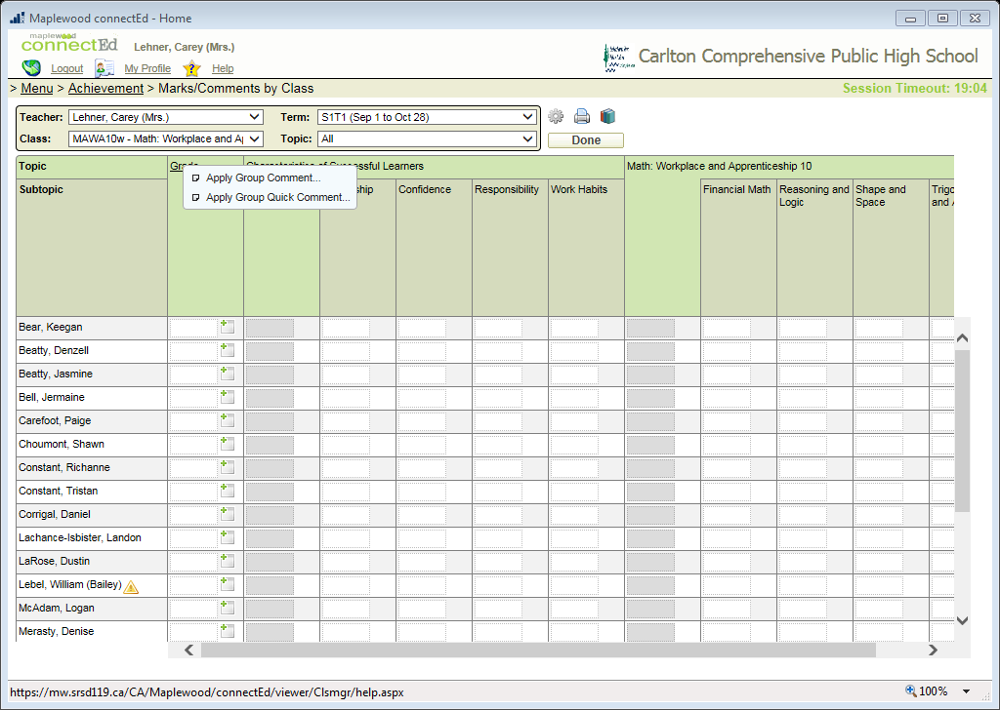 Maplewood connectEd - Home
maplewood
connectEd
Lehner, Carey (Mrs.)
Logout My Profile Help
Carlton Comprehensive Public High School
> Menu > Achievement > Marks/Comments by Class
Session Timeout: 19:04
Teacher: Lehner, Carey (Mrs.) Term: S1T1 (Sep 1 to Oct 28)
Class: MAWA10w - Math: Workplace and A Topic: All
Done
Topic Grade Characteristics of Successful Learners Math: Workplace and Apprenticeship 10
Apply Group Comment...
Apply Group Quick Comment...
Subtopic ship Confidence Responsibility Work Habits Financial Math Reasoning and Logic Shape and Space Trigo and
Bear, Keegan
Beatty, Denzell
Beatty, Jasmine
Bell, Jermaine
Carefoot, Paige
Choumont, Shawn
Constant, Richanne
Constant, Tristan
Corrigal, Daniel
Lachance-Isbister, Landon
LaRose, Dustin
Lebel, William (Bailey)
McAdam, Logan
Merasty, Denise
https://mw.srsd119.ca/CA/Maplewood/connectEd/viewer/Clsmgr/help.aspx
100%